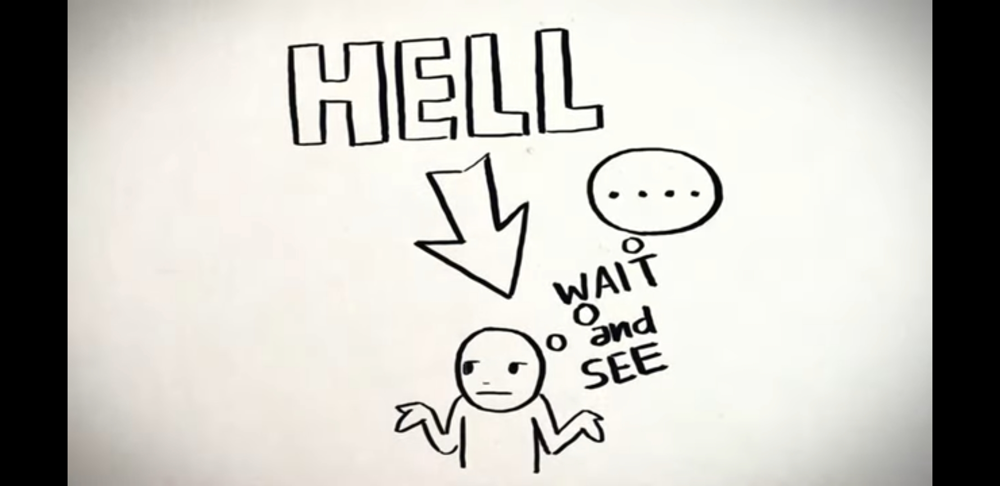 HELL
....
WAIT
and
SEE